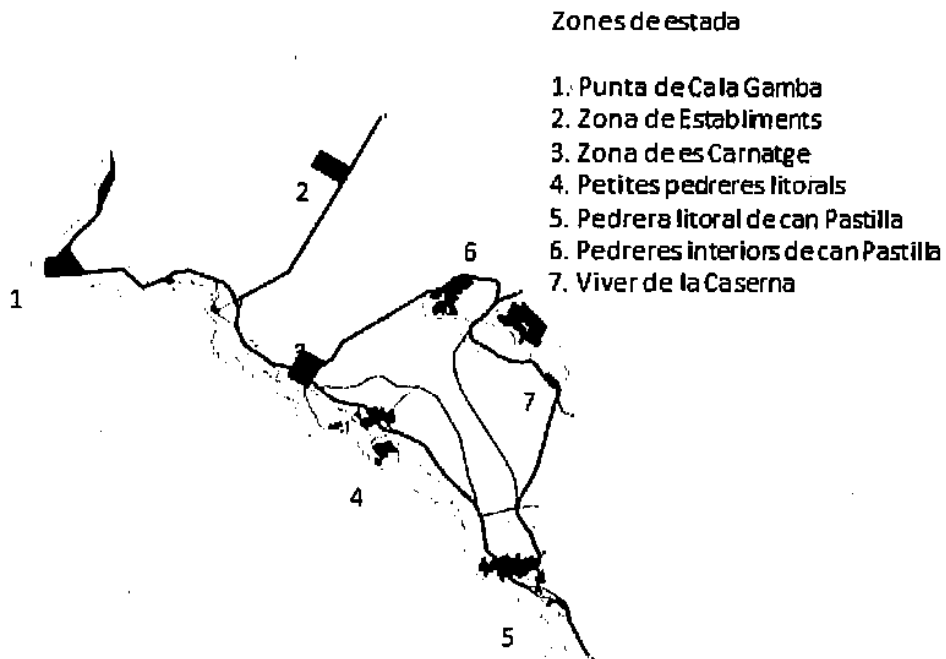 Zones de estada
1. Punta de Cala Gamba
2. Zona de Establiments
3. Zona de es Carnatge
4. Petites pedreres litorals
5. Pedrera litoral de can Pastilla
6. Pedreres interiors de can Pastilla
7. Viver de la Caserna
2
6
1
7
4
5